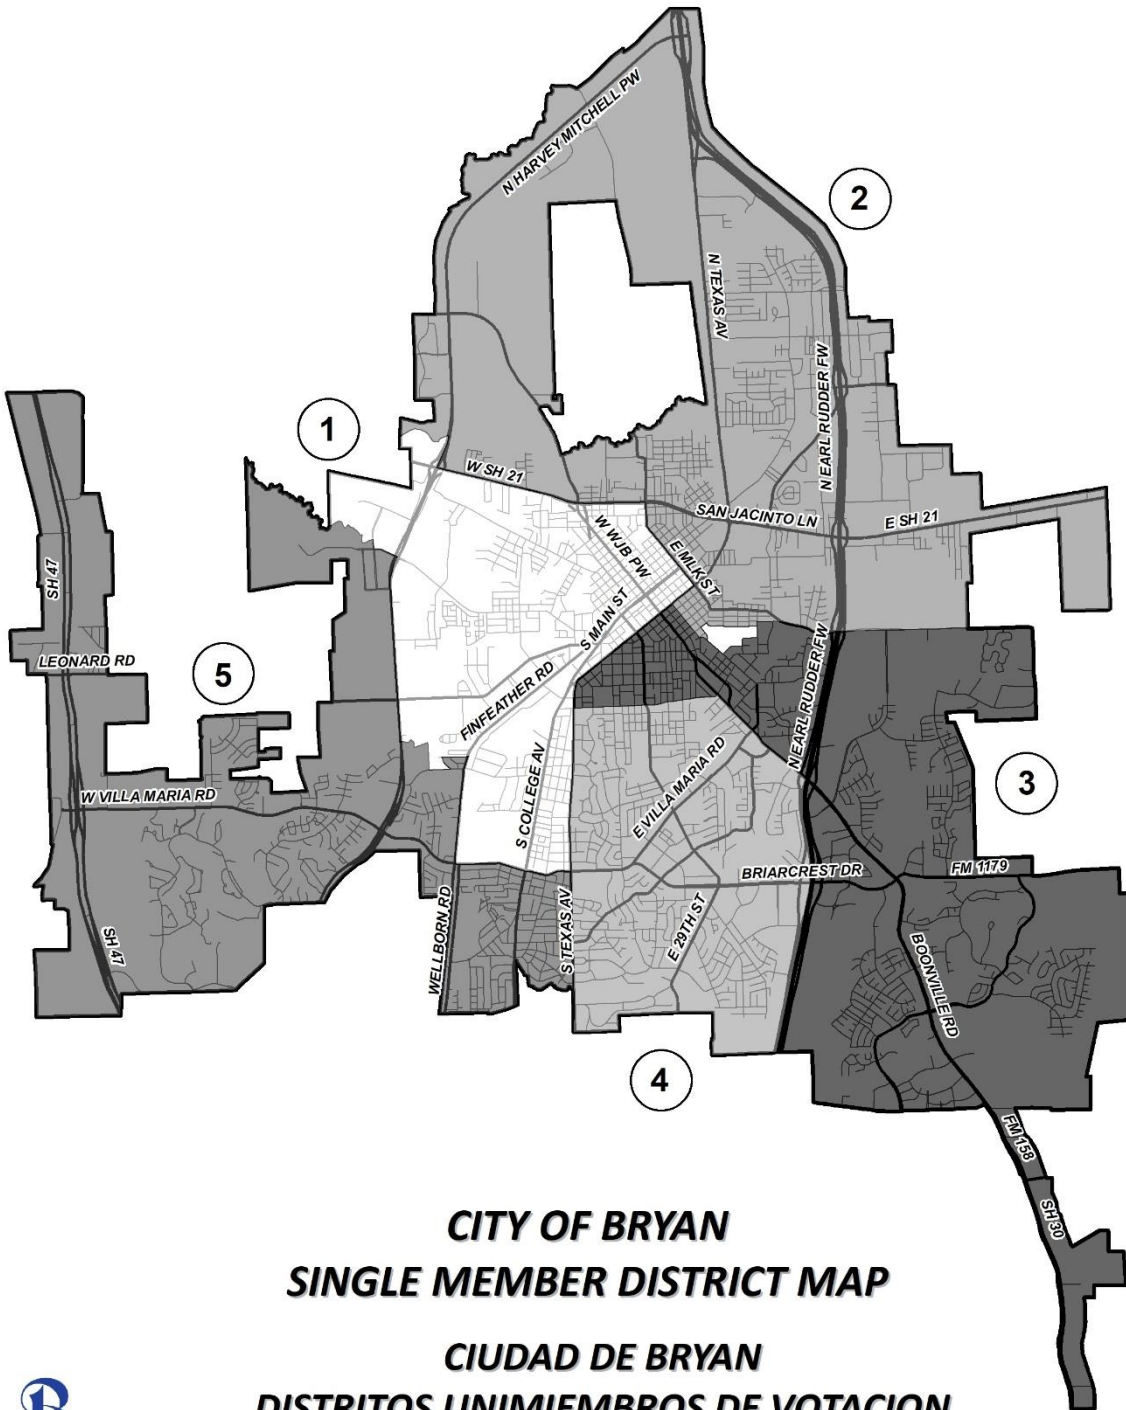 N HARVEY MITCHELL PW
2
N TEXAS AV
N EARL RUDDER FW
1
W SH 21
SAN JACINTO LN
E SH 21
W WJB PW
E MLK ST
SH 47
S MAIN ST
LEONARD RD
5
FINFEATHER RD
N EARL RUDDER FW
E VILLA MARIA RD
3
W VILLA MARIA RD
S COLLEGE AV
BRIARCREST DR
FM 1179
WELLBORN RD
S TEXAS AV
E 29TH ST
SH 47
BOONVILLE RD
4
FM 158
SH 30
CITY OF BRYAN
SINGLE MEMBER DISTRICT MAP
CIUDAD DE BRYAN
DISTRITOS UNIMIEMBROS DE VOTACION